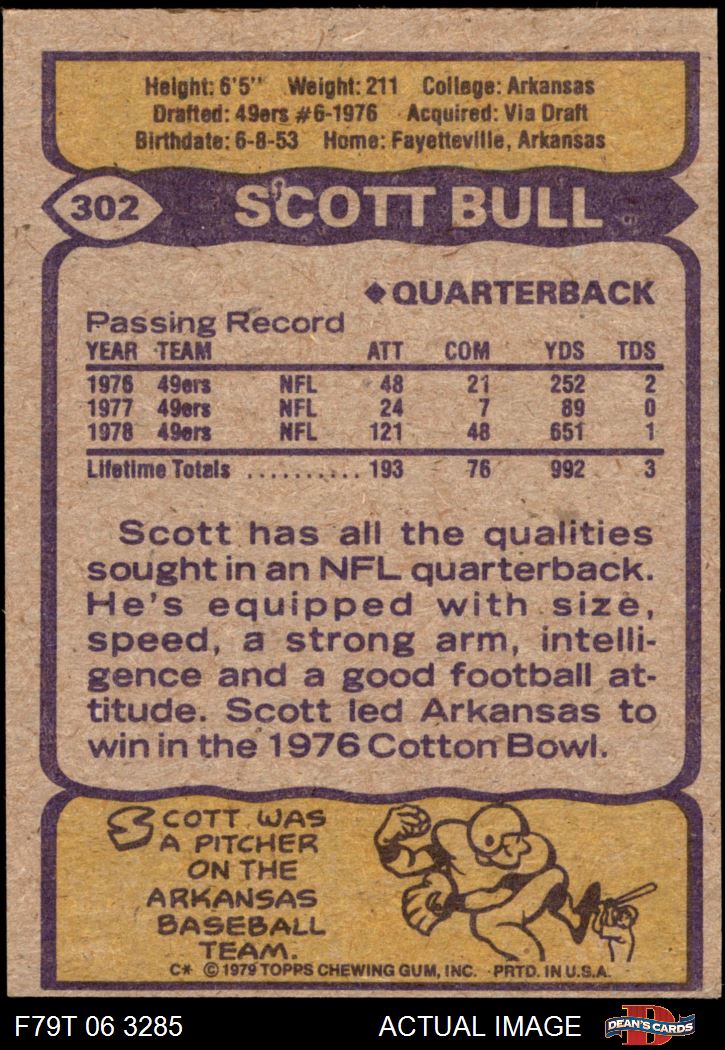 Height: 6'5" Weight: 211 College: Arkansas
Drafted: 49ers #6-1976 Acquired: Via Draft
Birthdate: 6-8-53 Home: Fayetteville, Arkansas
302 SCOTT BULL
◆ QUARTERBACK
Passing Record
YEAR TEAM ATT COM YDS TDS
1976 49ers NFL 48 21 252 2
1977 49ers NFL 24 7 89 0
1978 49ers NFL 121 48 651 1
Lifetime Totals .......... 193 76 992 3
Scott has all the qualities
sought in an NFL quarterback.
He's equipped with size,
speed, a strong arm, intelli-
gence and a good football at-
titude. Scott led Arkansas to
win in the 1976 Cotton Bowl.
SCOTT WAS
A PITCHER
ON THE
ARKANSAS
BASEBALL
TEAM.
C* © 1979 TOPPS CHEWING GUM, INC. PRTD. IN U.S.A.
F79T 06 3285 ACTUAL IMAGE D DEAN'S CARDS